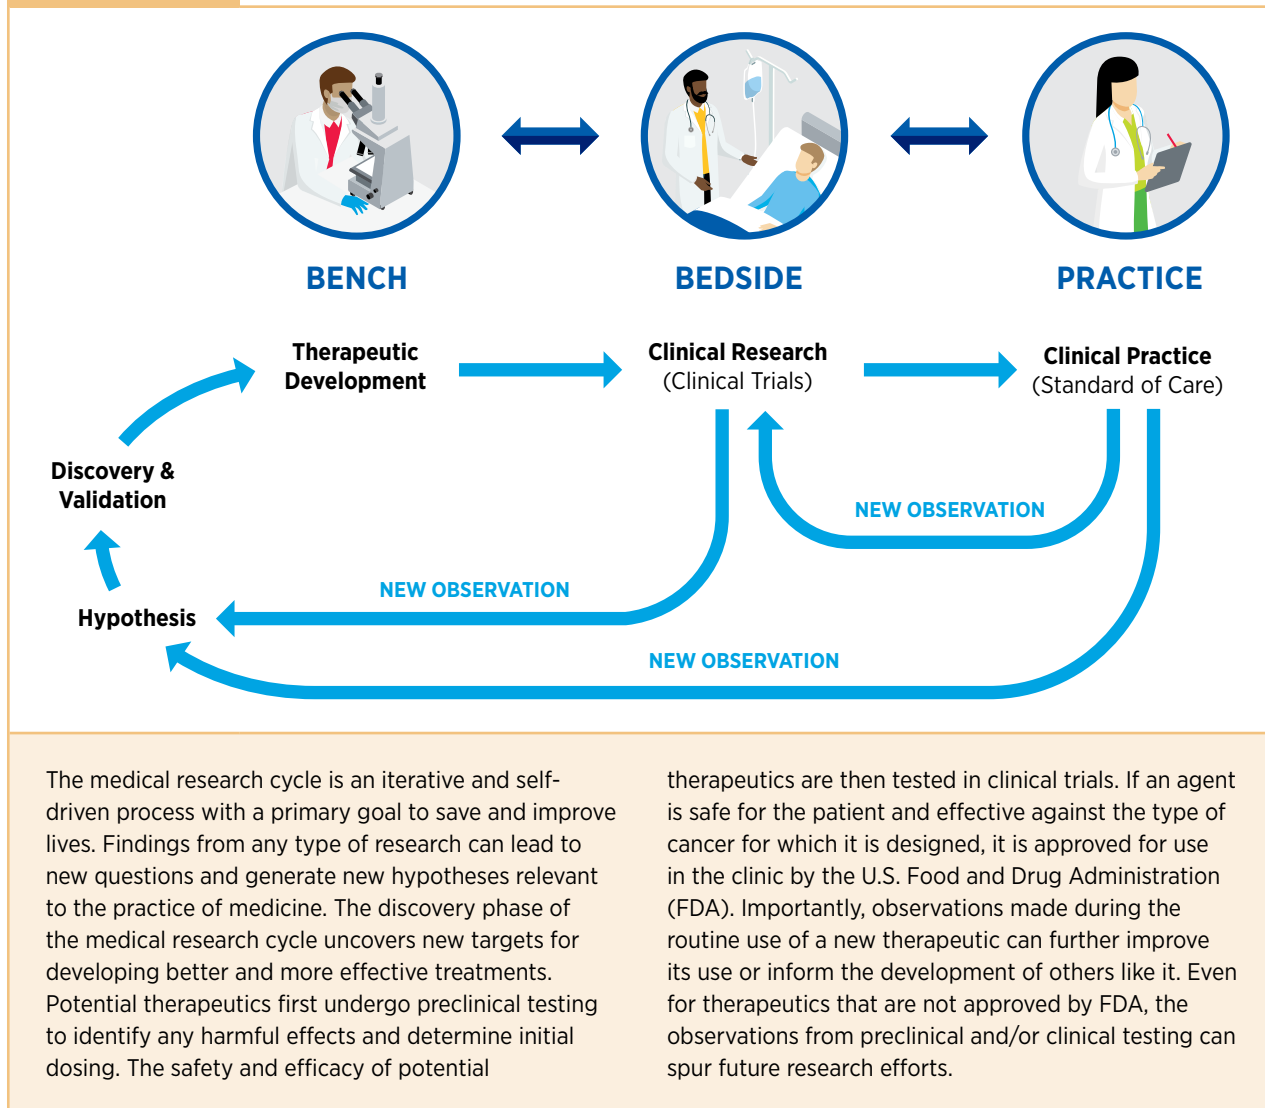 BENCH
BEDSIDE
PRACTICE
Therapeutic
Development
Clinical Research
(Clinical Trials)
Clinical Practice
(Standard of Care)
Discovery &
Validation
Hypothesis
NEW OBSERVATION
NEW OBSERVATION
NEW OBSERVATION
The medical research cycle is an iterative and self-
driven process with a primary goal to save and improve
lives. Findings from any type of research can lead to
new questions and generate new hypotheses relevant
to the practice of medicine. The discovery phase of
the medical research cycle uncovers new targets for
developing better and more effective treatments.
Potential therapeutics first undergo preclinical testing
to identify any harmful effects and determine initial
dosing. The safety and efficacy of potential
therapeutics are then tested in clinical trials. If an agent
is safe for the patient and effective against the type of
cancer for which it is designed, it is approved for use
in the clinic by the U.S. Food and Drug Administration
(FDA). Importantly, observations made during the
routine use of a new therapeutic can further improve
its use or inform the development of others like it. Even
for therapeutics that are not approved by FDA, the
observations from preclinical and/or clinical testing can
spur future research efforts.